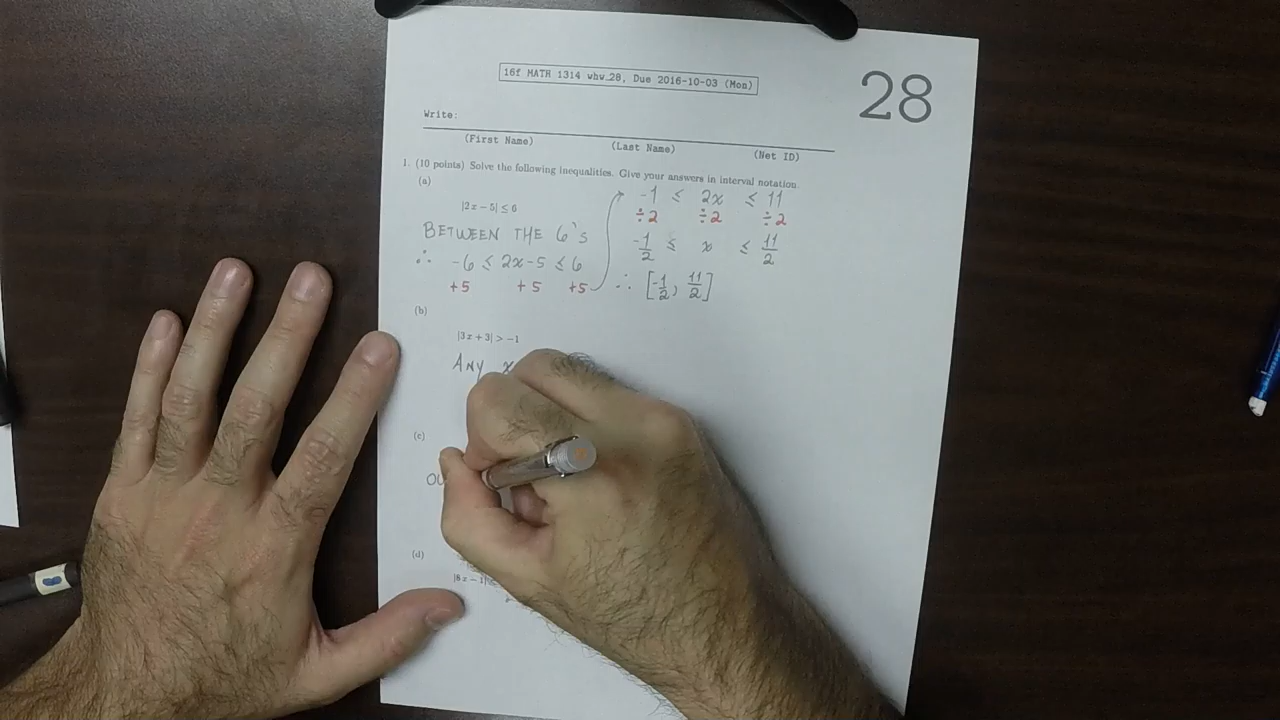 28
16f MATH 1314 whw_28, Due 2016-10-03 (Mon)
Write:
(First Name) (Last Name) (Net ID)
1. (10 points) Solve the following inequalities. Give your answers in interval notation.
(a)
|2x − 5| ≤ 6
BETWEEN THE 6's
∴ -6 ≤ 2x-5 ≤ 6
+5 +5 +5
-1 ≤ 2x ≤ 11
÷2 ÷2 ÷2
-1/2 ≤ x ≤ 11/2
∴ [-1/2, 11/2]
(b)
|3x + 3| > −1
ANY x
(c)
OU
(d)
|8x − 1|